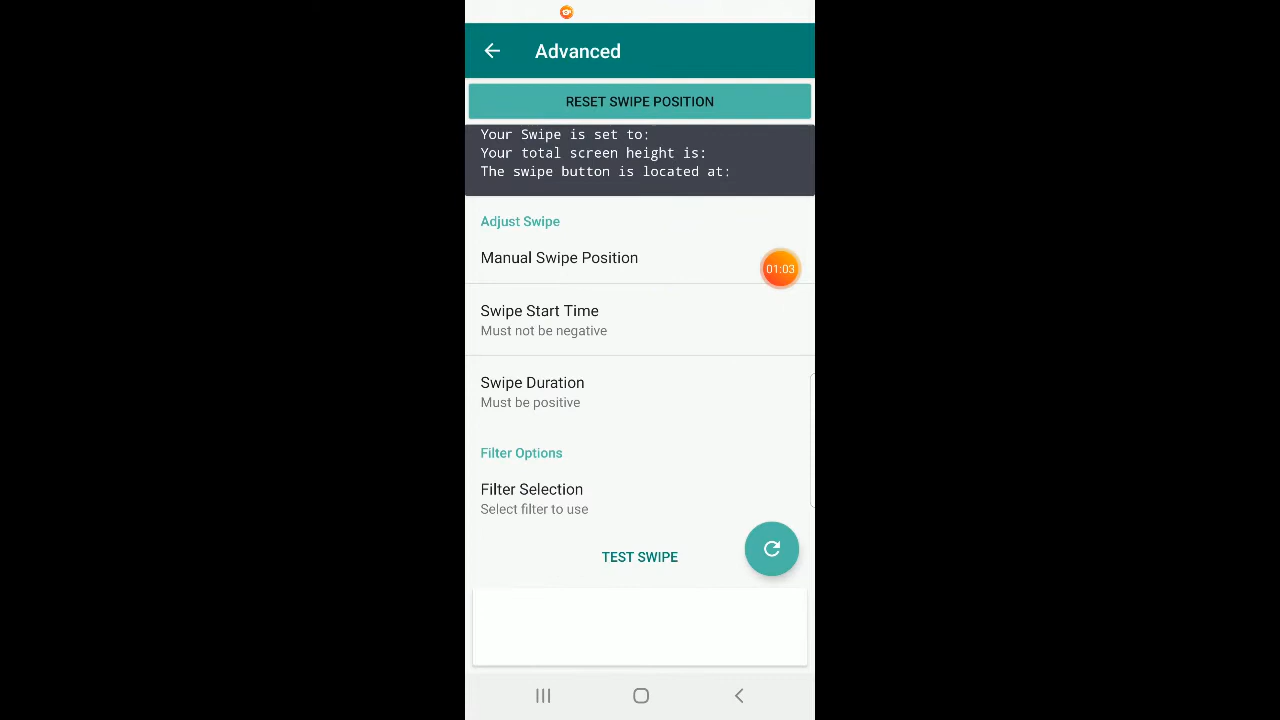 Advanced
RESET SWIPE POSITION
Your Swipe is set to:
Your total screen height is:
The swipe button is located at:
Adjust Swipe
Manual Swipe Position
01:03
Swipe Start Time
Must not be negative
Swipe Duration
Must be positive
Filter Options
Filter Selection
Select filter to use
TEST SWIPE